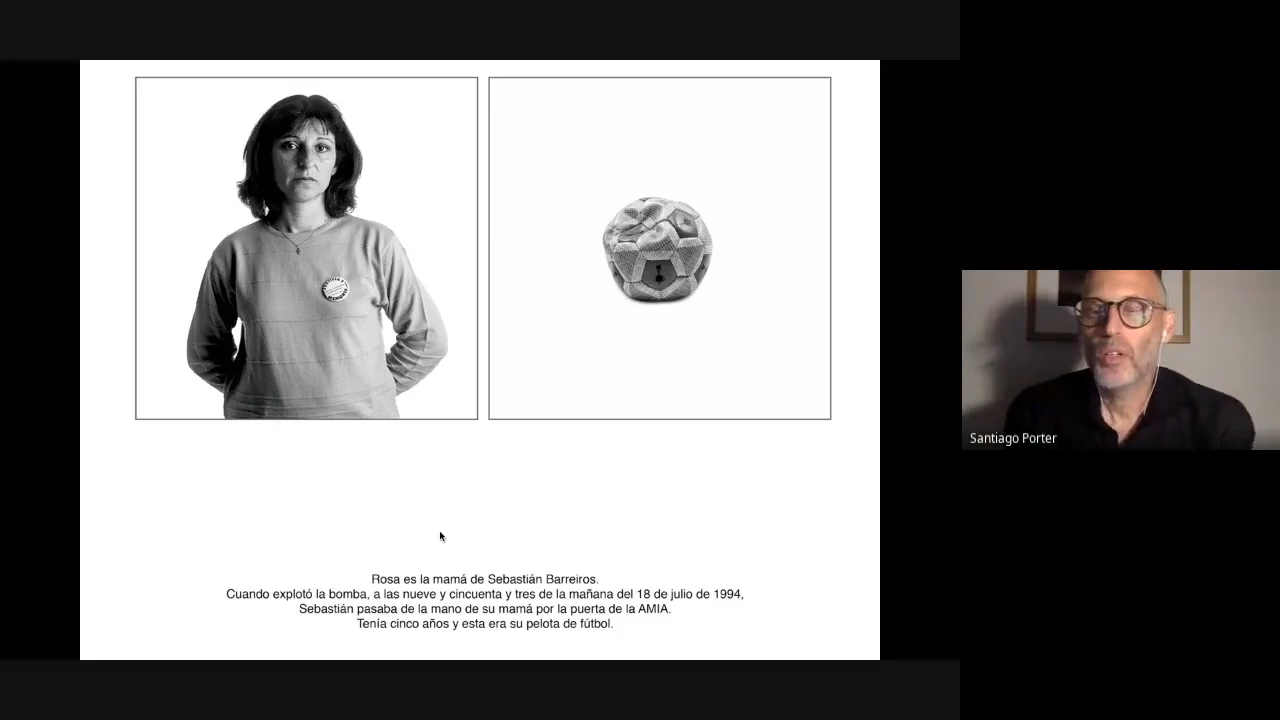 MEMORIA
Rosa es la mamá de Sebastián Barreiros.
Cuando explotó la bomba, a las nueve y cincuenta y tres de la mañana del 18 de julio de 1994,
Sebastián pasaba de la mano de su mamá por la puerta de la AMIA.
Tenía cinco años y esta era su pelota de fútbol.
Santiago Porter